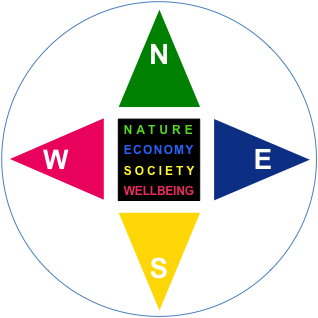 N
NATURE
W ECONOMY E
SOCIETY
WELLBEING
S